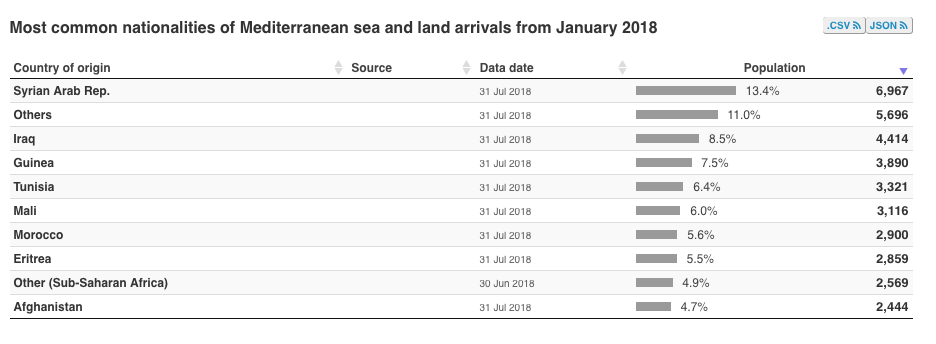 Most common nationalities of Mediterranean sea and land arrivals from January 2018
.CSV JSON
Country of origin Source Data date Population
Syrian Arab Rep. 31 Jul 2018 13.4% 6,967
Others 31 Jul 2018 11.0% 5,696
Iraq 31 Jul 2018 8.5% 4,414
Guinea 31 Jul 2018 7.5% 3,890
Tunisia 31 Jul 2018 6.4% 3,321
Mali 31 Jul 2018 6.0% 3,116
Morocco 31 Jul 2018 5.6% 2,900
Eritrea 31 Jul 2018 5.5% 2,859
Other (Sub-Saharan Africa) 30 Jun 2018 4.9% 2,569
Afghanistan 31 Jul 2018 4.7% 2,444